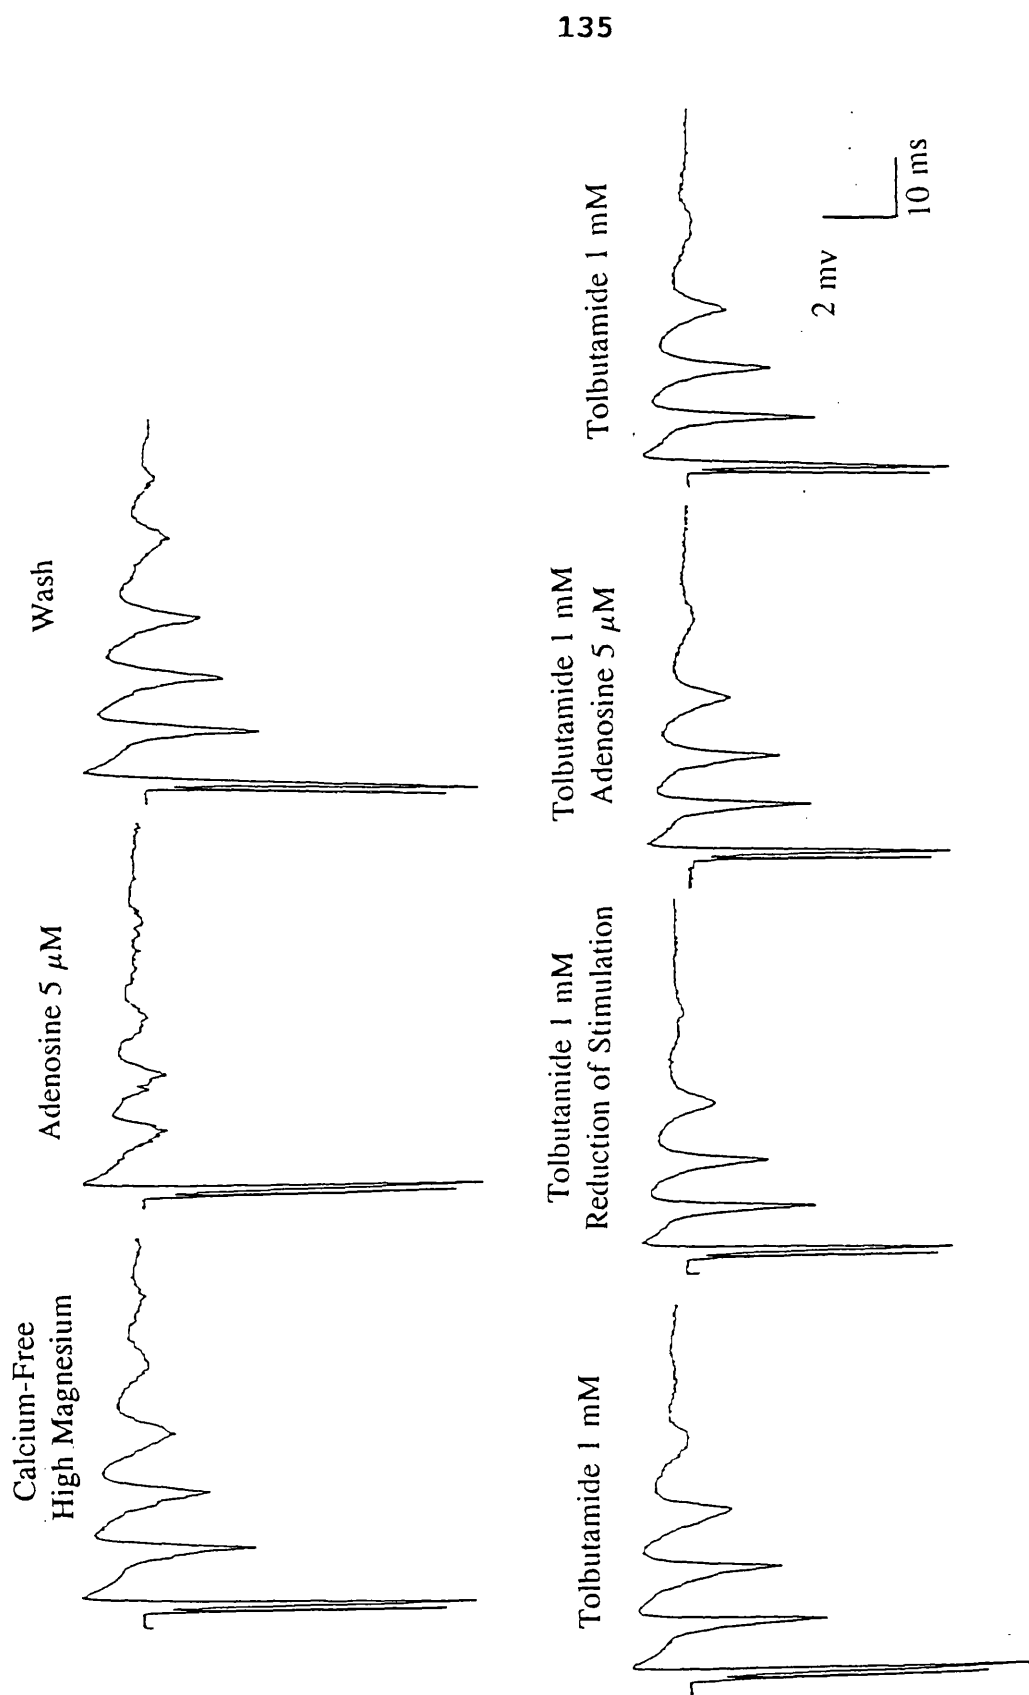 135
Calcium-Free
High Magnesium
Adenosine 5 μM
Wash
Tolbutamide 1 mM
Tolbutamide 1 mM
Reduction of Stimulation
Tolbutamide 1 mM
Adenosine 5 μM
Tolbutamide 1 mM
2 mv
10 ms